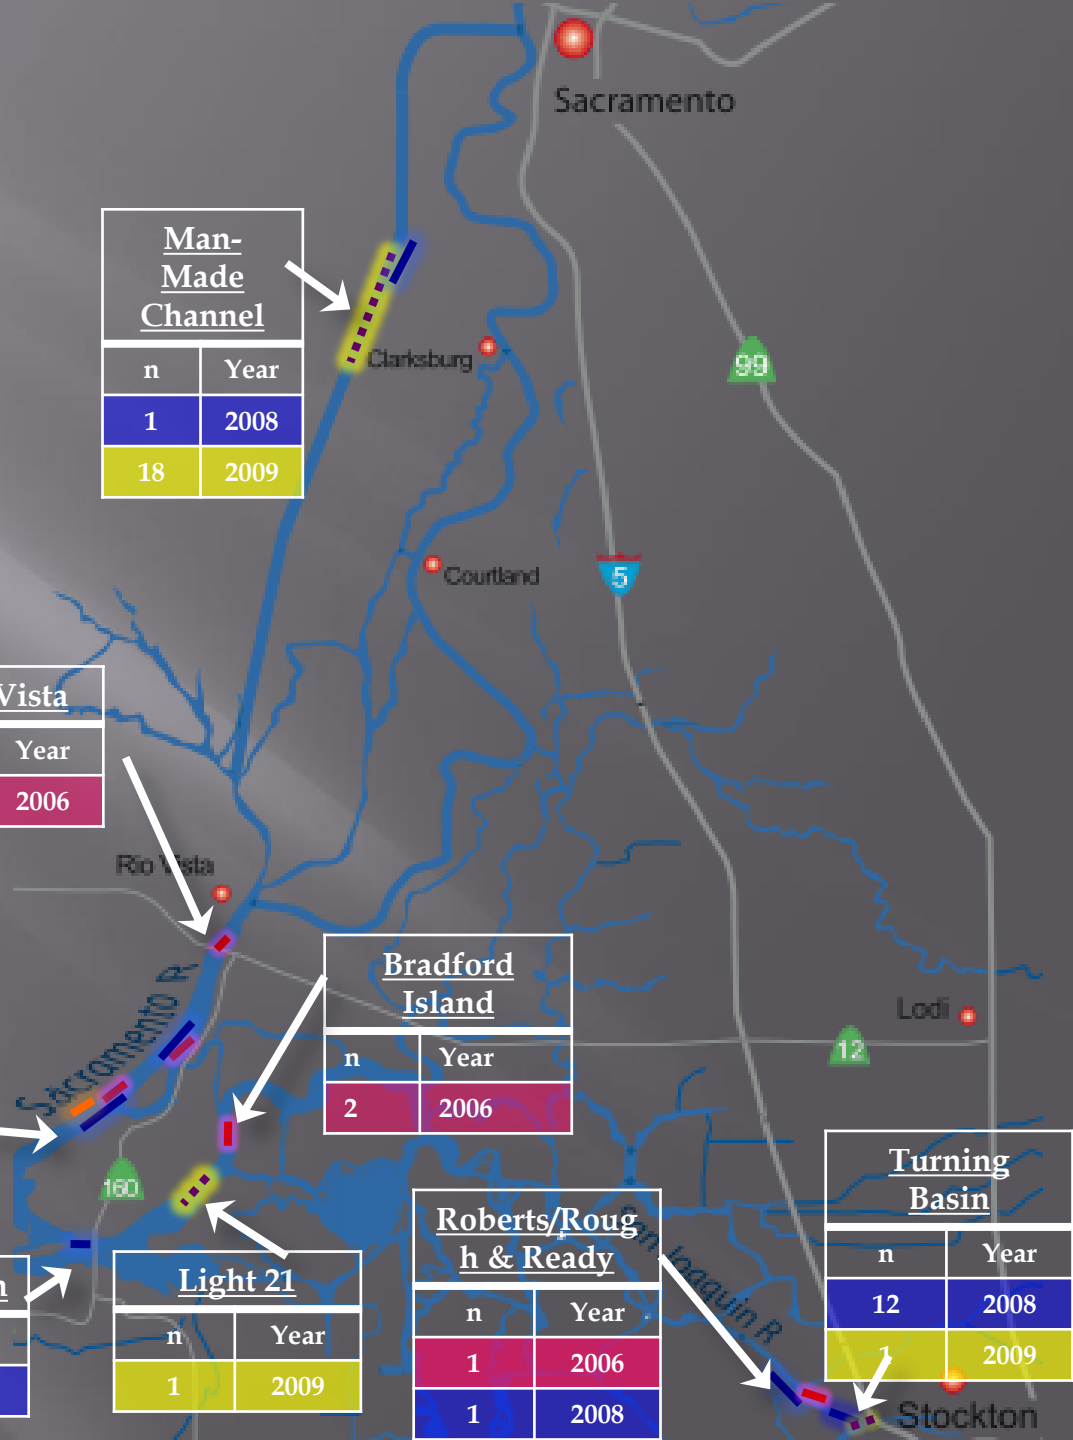 Sacramento
Man-
Made
Channel
n Year
1 2008
18 2009
Clarksburg
99
Courtland
5
Vista
Year
2006
Rio Vista
Sacramento R
Bradford
Island
n Year
2 2006
Lodi
12
160
Light 21
n Year
1 2009
Roberts/Roug
h & Ready
n Year
1 2006
1 2008
San Joaquin R
Turning
Basin
n Year
12 2008
1 2009
Stockton